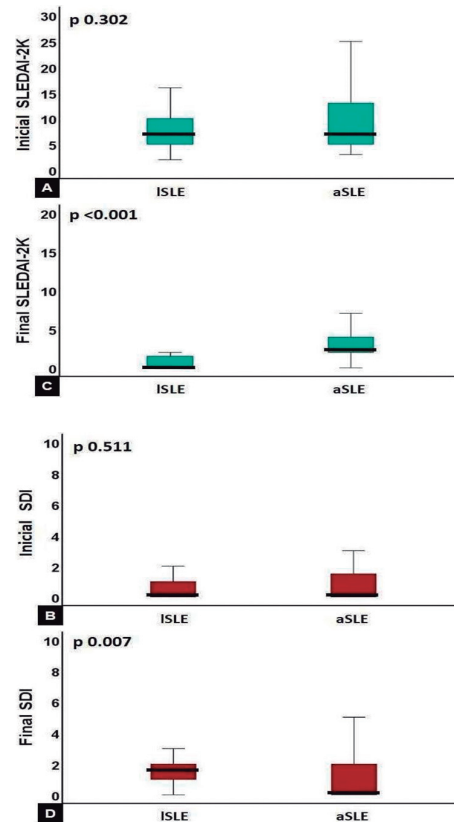 p 0.302
Inicial SLEDAI-2K
30
25
20
15
10
5
0
A
lSLE
aSLE
p <0.001
Final SLEDAI-2K
20
15
10
5
0
C
lSLE
aSLE
p 0.511
Inicial SDI
10
8
6
4
2
0
B
lSLE
aSLE
p 0.007
Final SDI
10
8
6
4
2
0
D
lSLE
aSLE